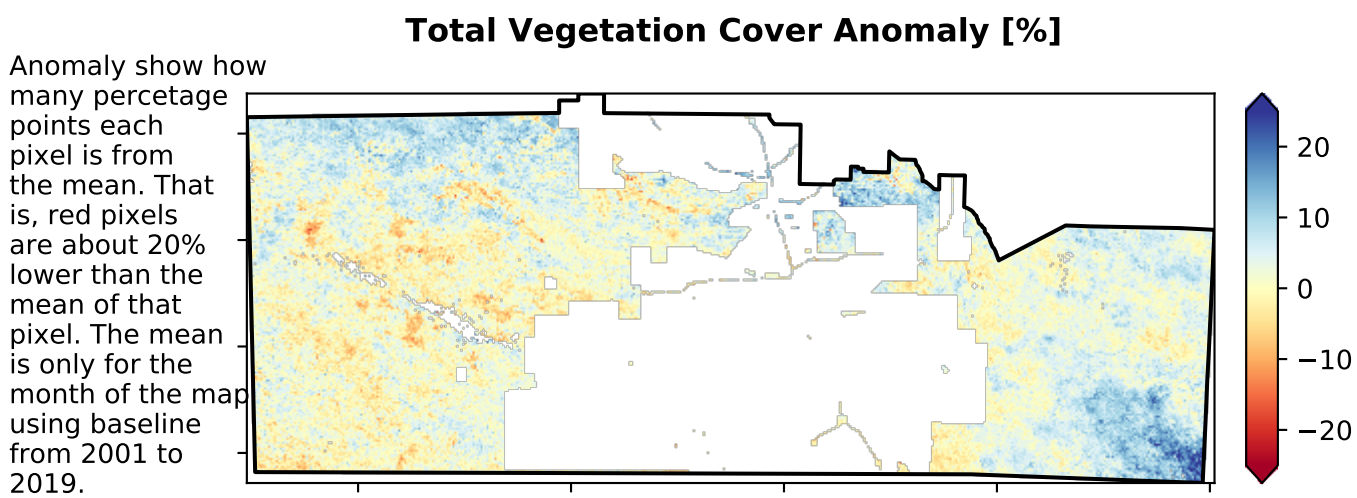 Total Vegetation Cover Anomaly [%]
Anomaly show how
many percetage
points each
pixel is from
the mean. That
is, red pixels
are about 20%
lower than the
mean of that
pixel. The mean
is only for the
month of the map
using baseline
from 2001 to
2019.
20
10
0
−10
−20